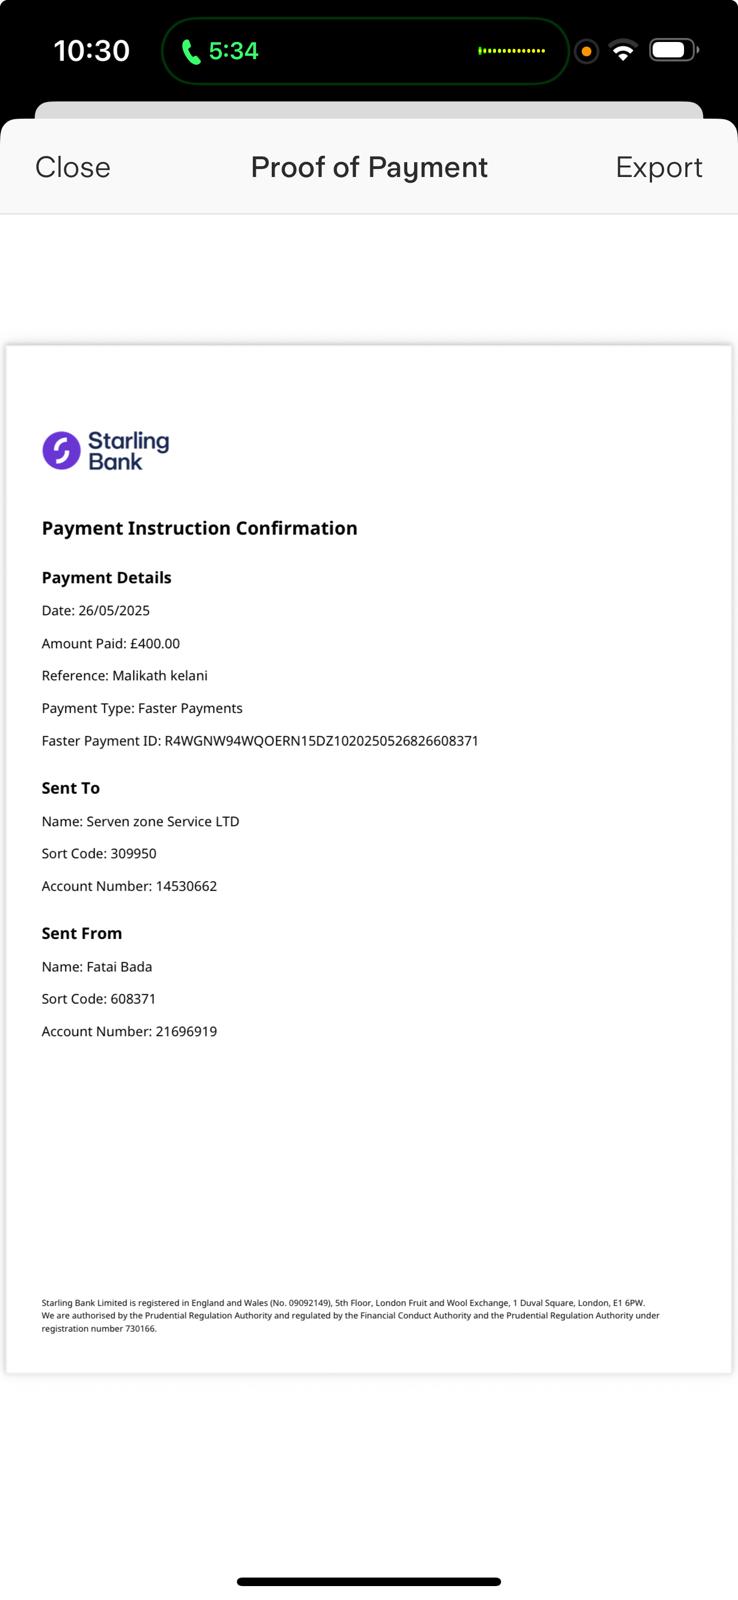 10:30
5:34
Close
Proof of Payment
Export
Starling
Bank
Payment Instruction Confirmation
Payment Details
Date: 26/05/2025
Amount Paid: £400.00
Reference: Malikath kelani
Payment Type: Faster Payments
Faster Payment ID: R4WGNW94WQOERN15DZ1020250526826608371
Sent To
Name: Serven zone Service LTD
Sort Code: 309950
Account Number: 14530662
Sent From
Name: Fatai Bada
Sort Code: 608371
Account Number: 21696919
Starling Bank Limited is registered in England and Wales (No. 09092149), 5th Floor, London Fruit and Wool Exchange, 1 Duval Square, London, E1 6PW.
We are authorised by the Prudential Regulation Authority and regulated by the Financial Conduct Authority and the Prudential Regulation Authority under
registration number 730166.